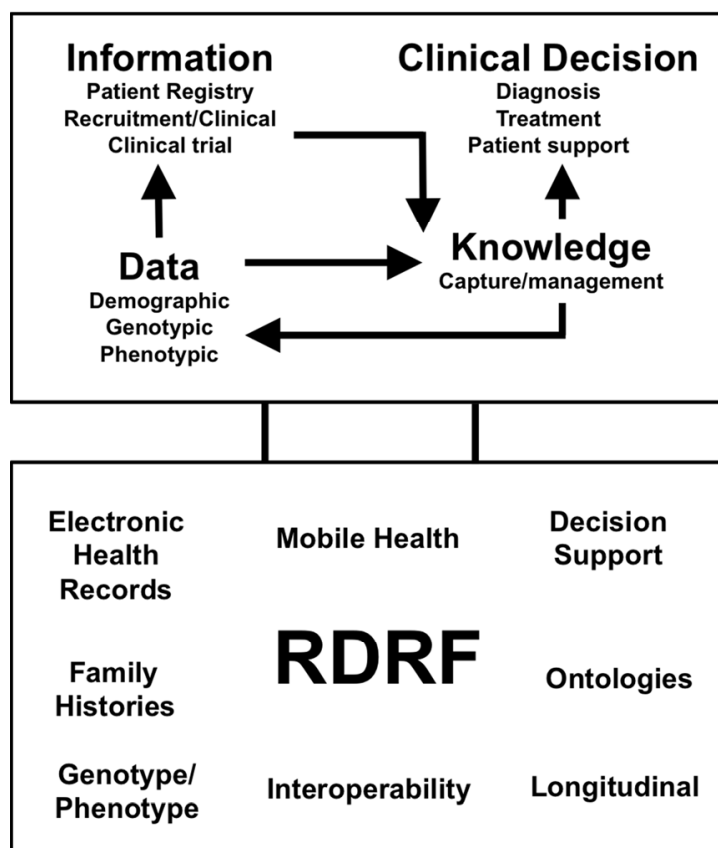 Information
Patient Registry
Recruitment/Clinical
Clinical trial
Clinical Decision
Diagnosis
Treatment
Patient support
Data
Demographic
Genotypic
Phenotypic
Knowledge
Capture/management
Electronic
Health
Records
Mobile Health
Decision
Support
RDRF
Family
Histories
Ontologies
Genotype/
Phenotype
Interoperability
Longitudinal